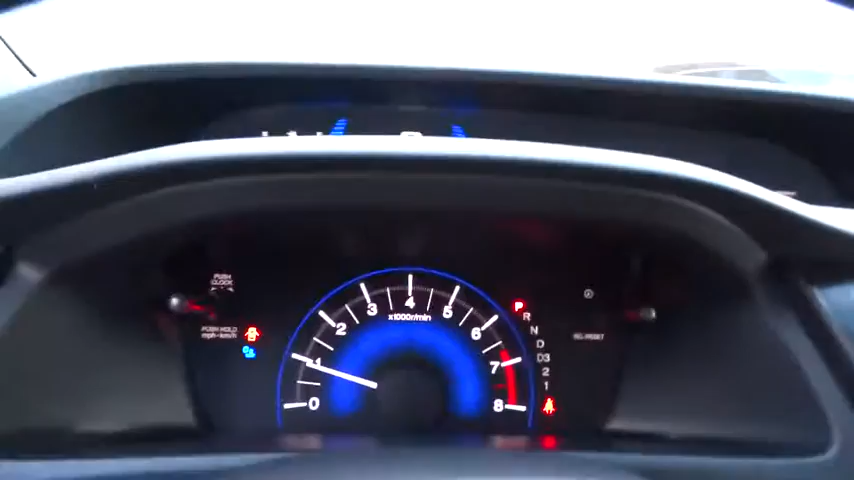 PUSH
CLOCK
PUSH HOLD
mph↔km/h
0
1
2
3
4
5
6
7
8
x1000r/min
P
R
N
D
D3
2
1
SEL/RESET